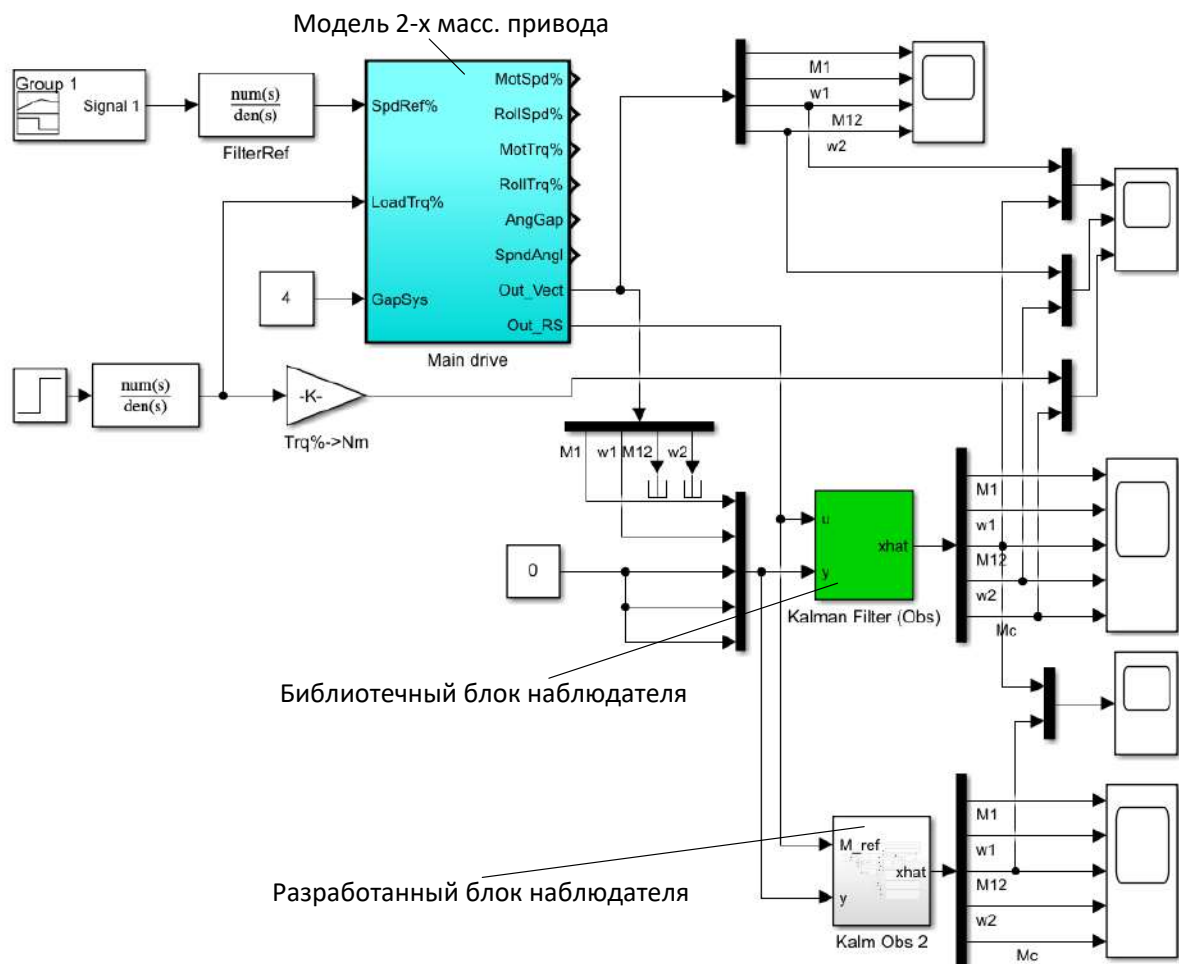 Модель 2-х масс. привода
Group 1
Signal 1
num(s)
den(s)
FilterRef
SpdRef%
LoadTrq%
GapSys
MotSpd%
RollSpd%
MotTrq%
RollTrq%
AngGap
SpndAngl
Out_Vect
Out_RS
Main drive
4
M1
w1
M12
w2
num(s)
den(s)
-K-
Trq%->Nm
M1
w1
M12
w2
0
u
y
xhat
Kalman Filter (Obs)
M1
w1
M12
w2
Mc
Библиотечный блок наблюдателя
M_ref
y
xhat
Kalm Obs 2
Разработанный блок наблюдателя
M1
w1
M12
w2
Mc